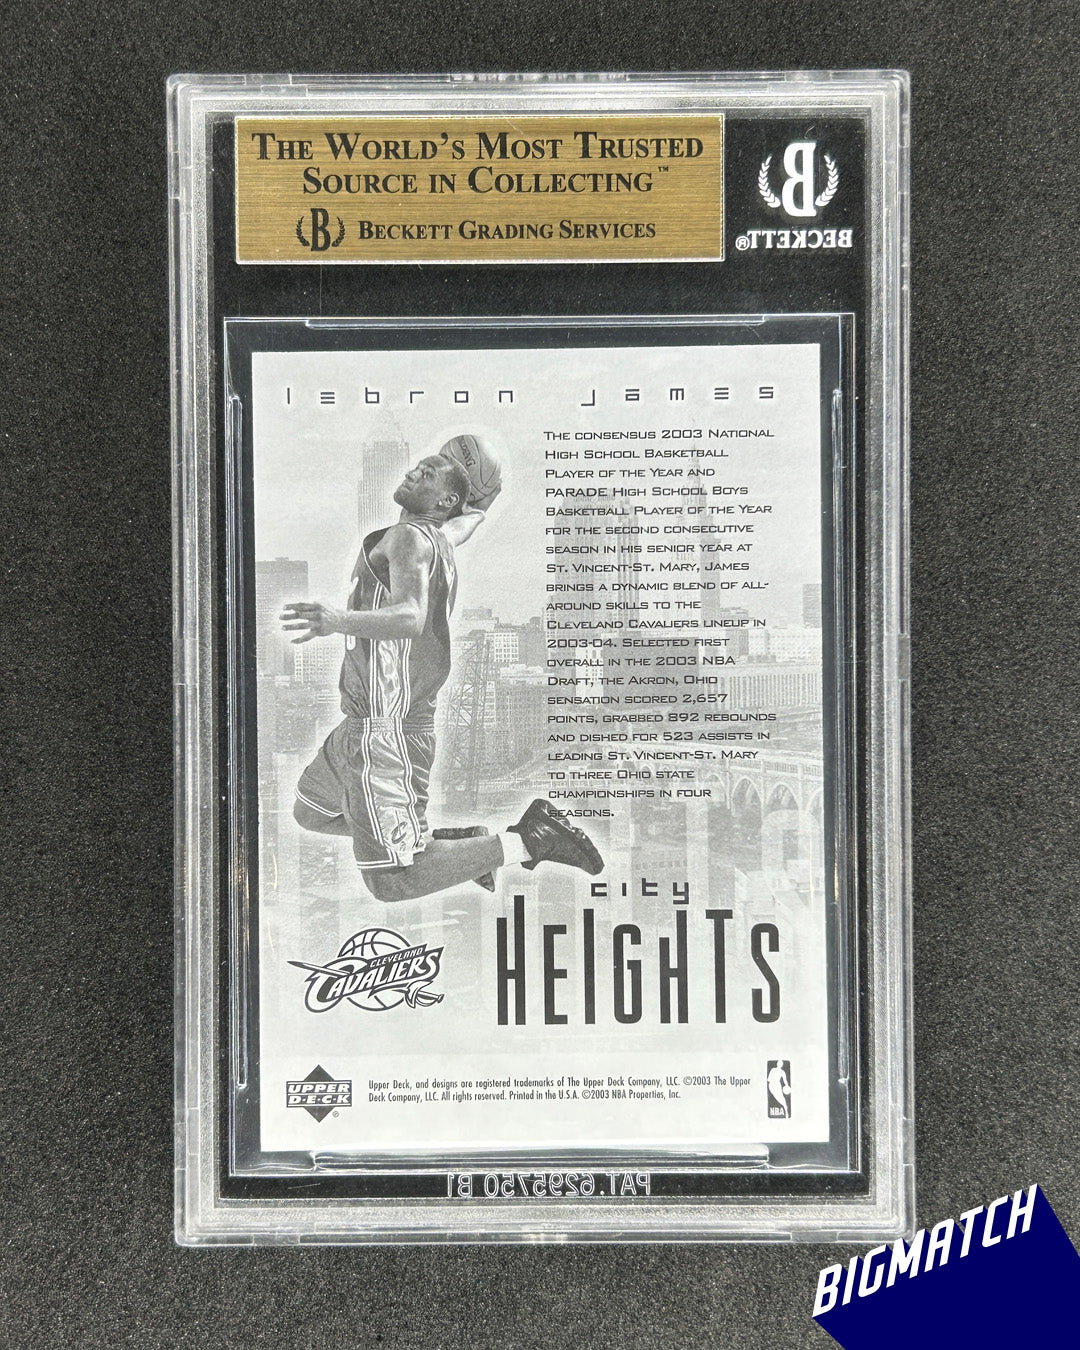 THE WORLD'S MOST TRUSTED
SOURCE IN COLLECTING™
B BECKETT GRADING SERVICES
B
BECKETT®
lebron james
THE CONSENSUS 2003 NATIONAL
HIGH SCHOOL BASKETBALL
PLAYER OF THE YEAR AND
PARADE HIGH SCHOOL BOYS
BASKETBALL PLAYER OF THE YEAR
FOR THE SECOND CONSECUTIVE
SEASON IN HIS SENIOR YEAR AT
ST. VINCENT-ST. MARY, JAMES
BRINGS A DYNAMIC BLEND OF ALL-
AROUND SKILLS TO THE
CLEVELAND CAVALIERS LINEUP IN
2003-04. SELECTED FIRST
OVERALL IN THE 2003 NBA
DRAFT, THE AKRON, OHIO
SENSATION SCORED 2,657
POINTS, GRABBED 892 REBOUNDS
AND DISHED FOR 523 ASSISTS IN
LEADING ST. VINCENT-ST. MARY
TO THREE OHIO STATE
CHAMPIONSHIPS IN FOUR
SEASONS.
SPALDING
city
HEIGHTS
CLEVELAND
CAVALIERS
UPPER
D·E·C·K
®
Upper Deck, and designs are registered trademarks of The Upper Deck Company, LLC. ©2003 The Upper
Deck Company, LLC. All rights reserved. Printed in the U.S.A. ©2003 NBA Properties, Inc.
NBA
PAT.6295750 B1
BIGMATCH